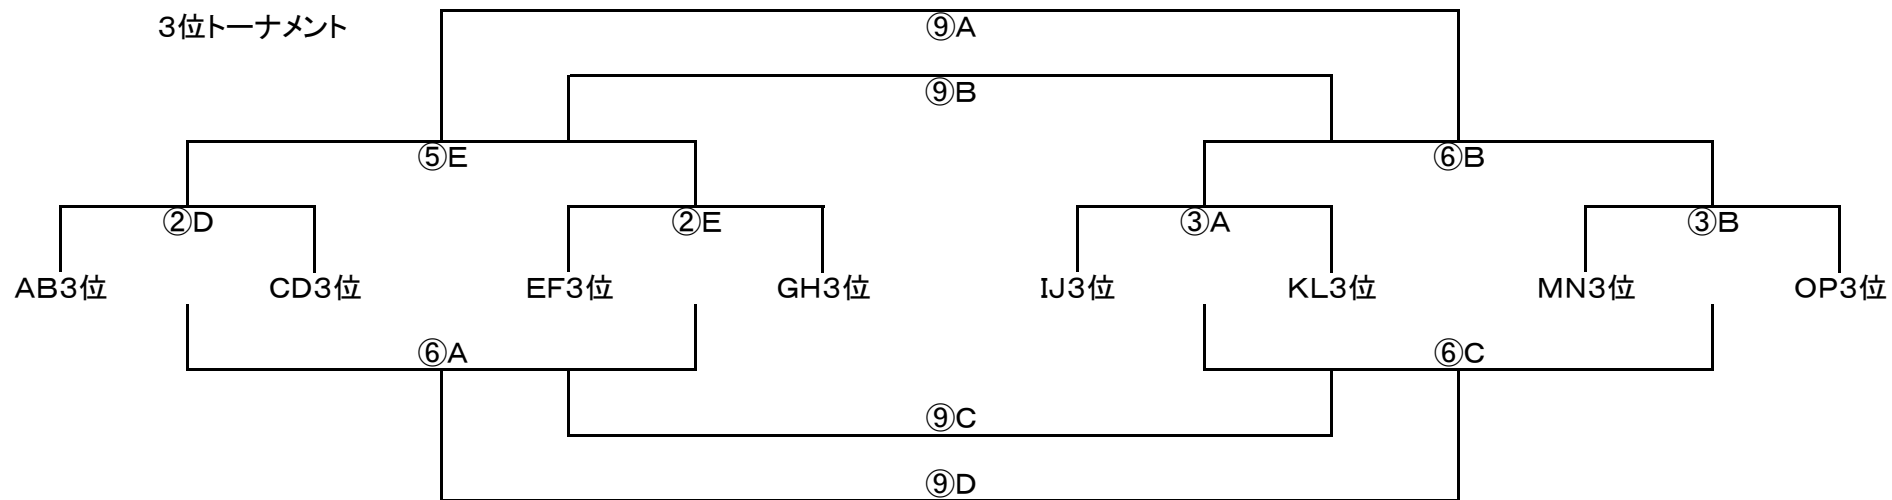 3位トーナメント
⑨A
⑨B
⑤E
⑥B
②D
②E
③A
③B
AB3位
CD3位
EF3位
GH3位
IJ3位
KL3位
MN3位
OP3位
⑥A
⑥C
⑨C
⑨D